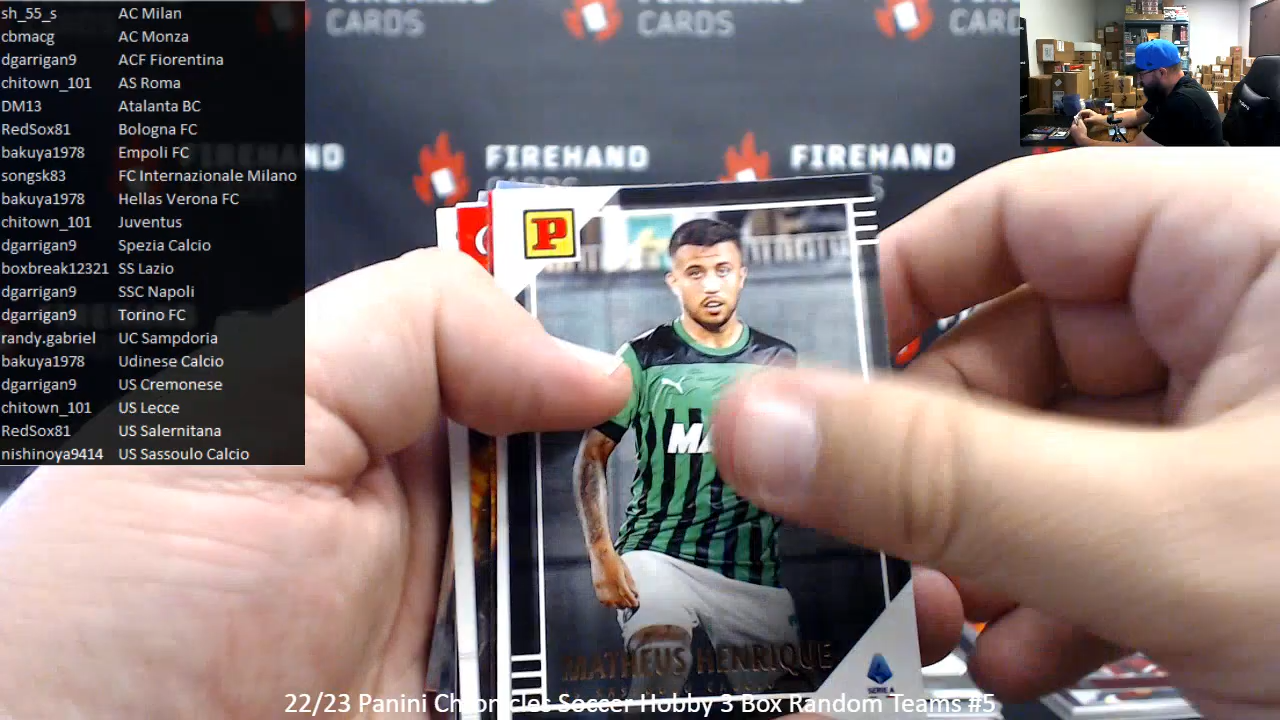 sh_55_s AC Milan
cbmacg AC Monza
dgarrigan9 ACF Fiorentina
chitown_101 AS Roma
DM13 Atalanta BC
RedSox81 Bologna FC
bakuya1978 Empoli FC
songsk83 FC Internazionale Milano
bakuya1978 Hellas Verona FC
chitown_101 Juventus
dgarrigan9 Spezia Calcio
boxbreak12321 SS Lazio
dgarrigan9 SSC Napoli
dgarrigan9 Torino FC
randy.gabriel UC Sampdoria
bakuya1978 Udinese Calcio
dgarrigan9 US Cremonese
chitown_101 US Lecce
RedSox81 US Salernitana
nishinoya9414 US Sassoulo Calcio
FIREHAND
CARDS
CARDS
FIREHAND
FIREHAND
P
MATHEUS HENRIQUE
SERIE A
22/23 Panini Chronicles Soccer Hobby 3 Box Random Teams #5